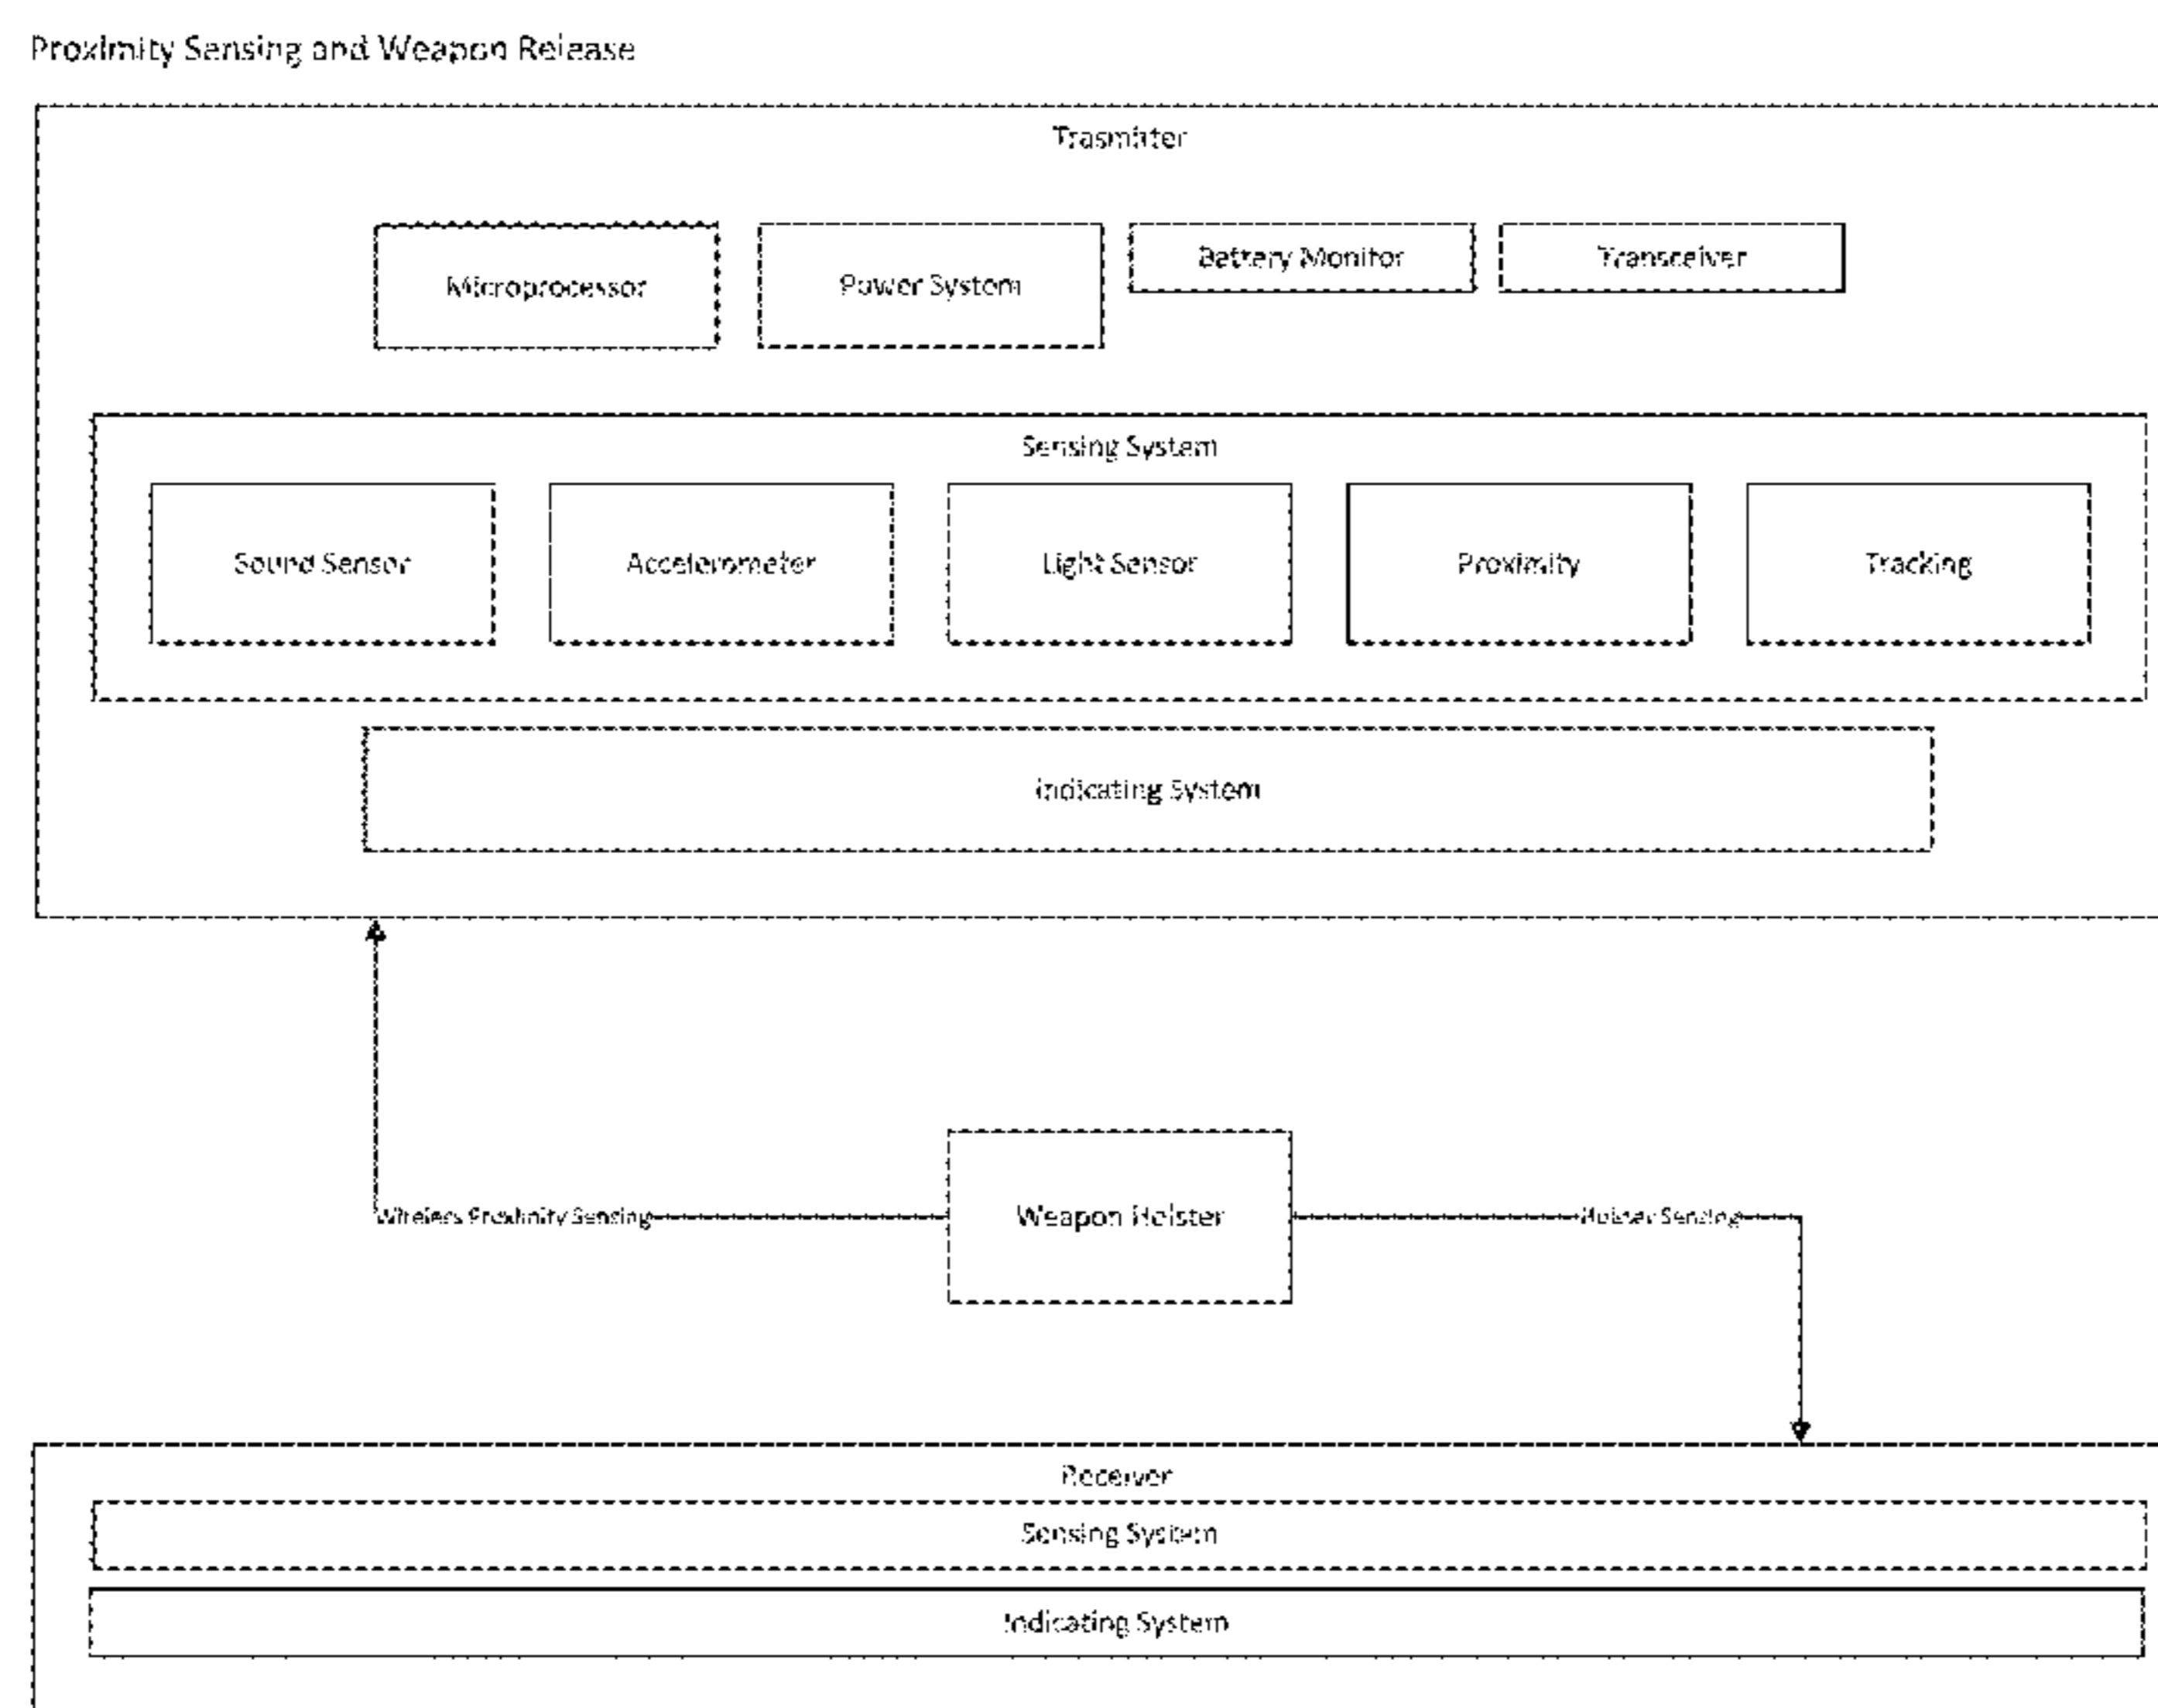 Proximity Sensing and Weapon Release
Trasmitter
Microprocessor
Power System
Battery Monitor
Transceiver
Sensing System
Sound Sensor
Accelerometer
Light Sensor
Proximity
Tracking
Indicating System
Wireless Proximity Sensing
Weapon Holster
Holster Sensing
Receiver
Sensing System
Indicating System